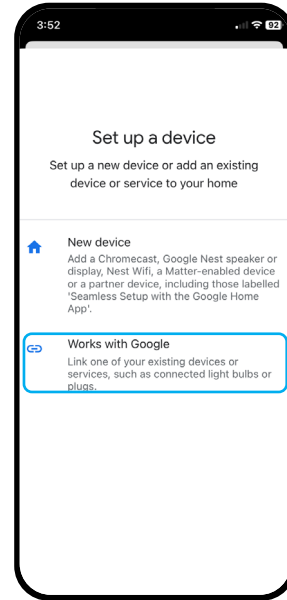 3:52
92
Set up a device
Set up a new device or add an existing
device or service to your home
New device
Add a Chromecast, Google Nest speaker or
display, Nest Wifi, a Matter-enabled device
or a partner device, including those labelled
'Seamless Setup with the Google Home
App'.
Works with Google
Link one of your existing devices or
services, such as connected light bulbs or
plugs.